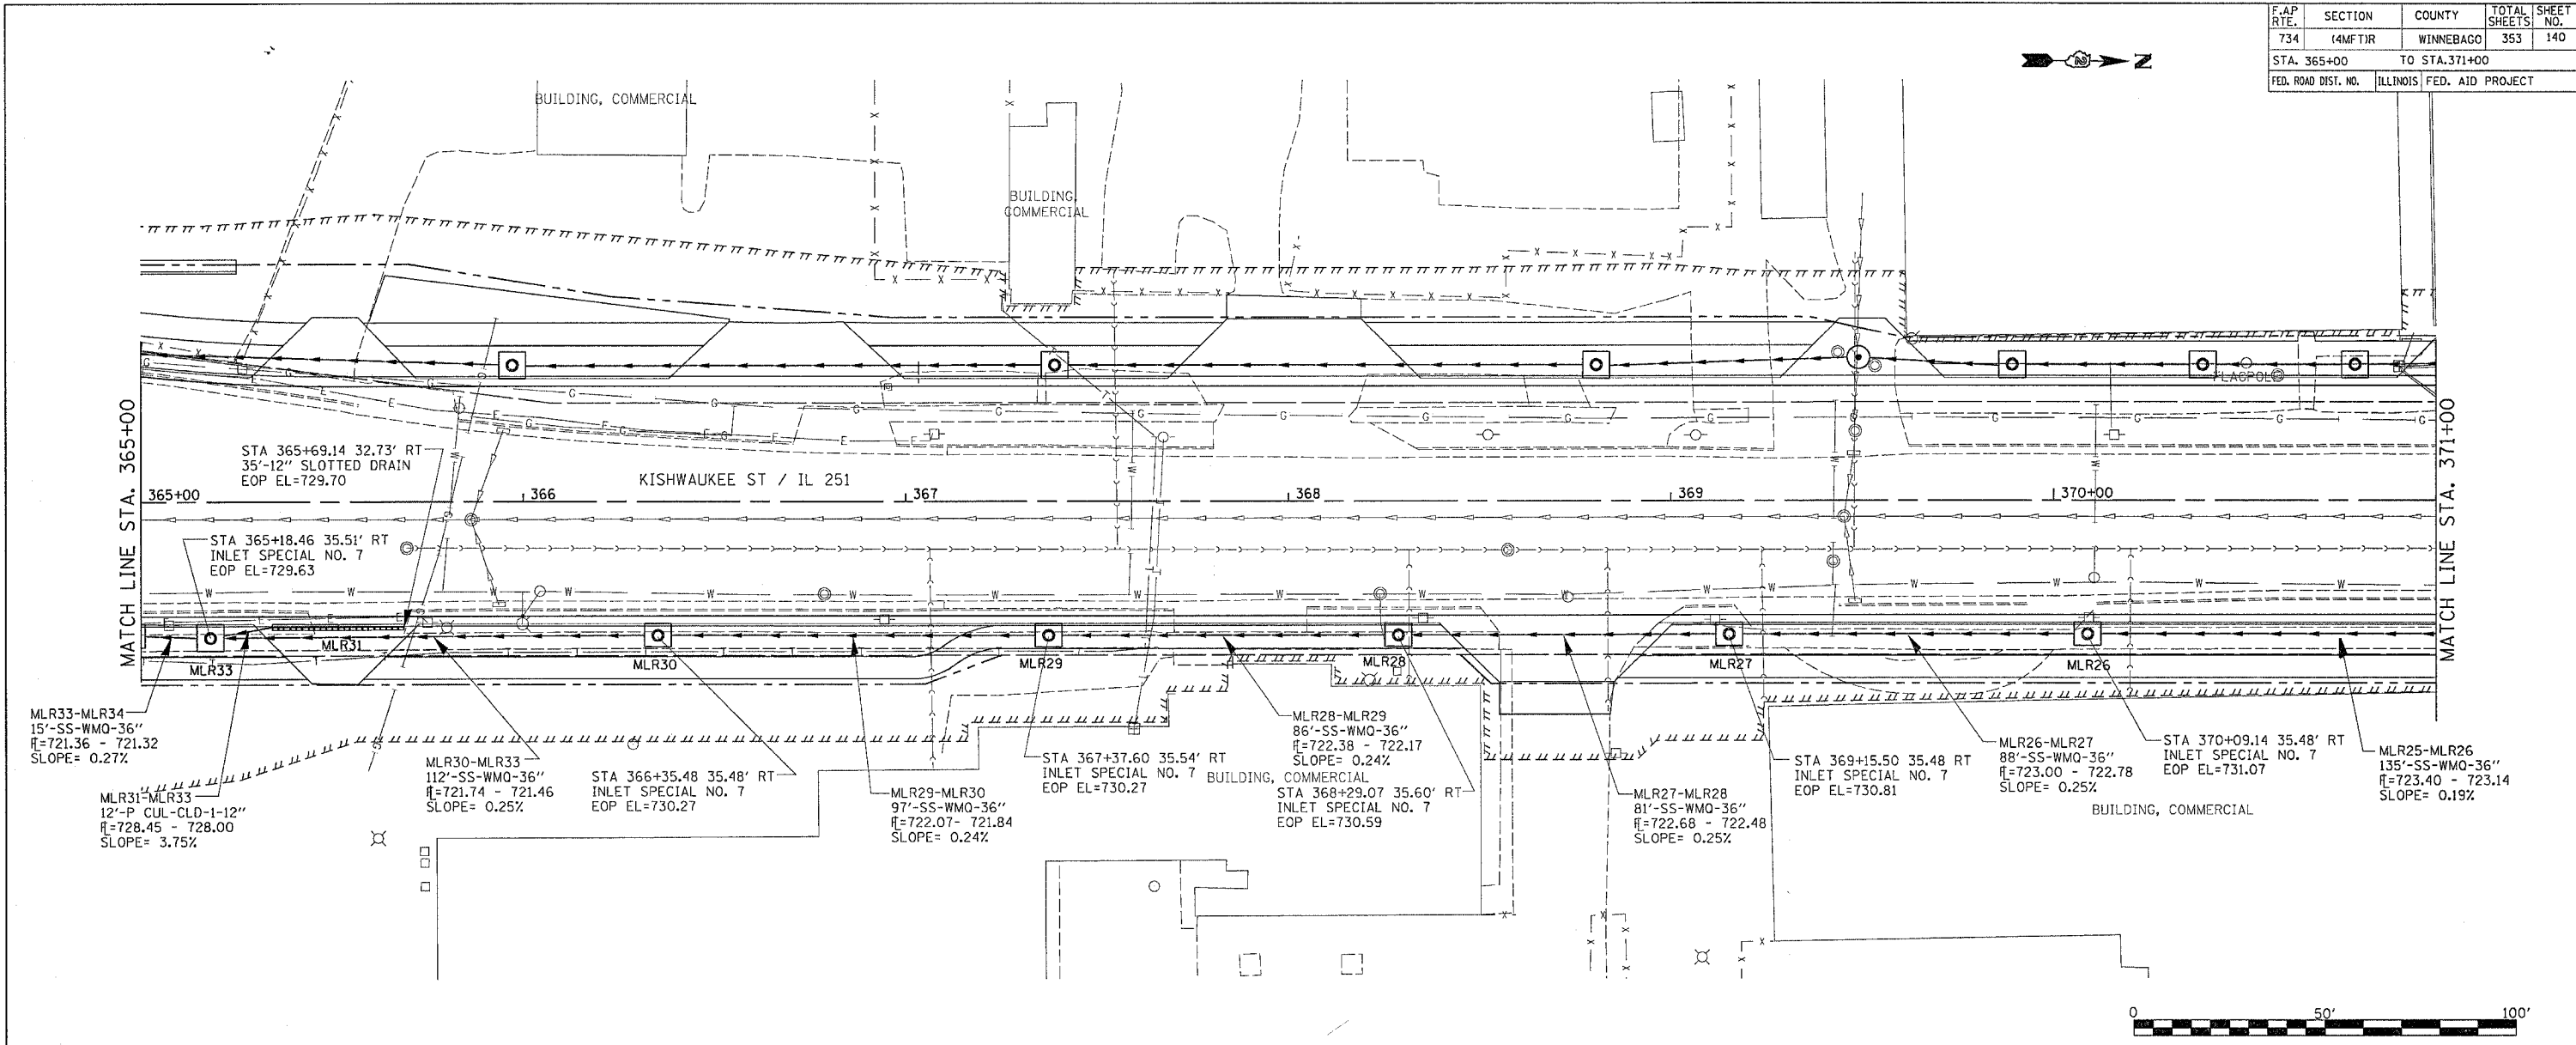 F.AP RTE.
SECTION
COUNTY
TOTAL SHEETS
SHEET NO.
734
(4MFT)R
WINNEBAGO
353
140
STA. 365+00 TO STA.371+00
FED. ROAD DIST. NO.
ILLINOIS
FED. AID PROJECT
N
BUILDING, COMMERCIAL
BUILDING,
COMMERCIAL
FLAGPOLE
MATCH LINE STA. 365+00
MATCH LINE STA. 371+00
STA 365+69.14 32.73' RT
35'-12" SLOTTED DRAIN
EOP EL=729.70
KISHWAUKEE ST / IL 251
365+00
366
367
368
369
370+00
STA 365+18.46 35.51' RT
INLET SPECIAL NO. 7
EOP EL=729.63
MLR33
MLR31
MLR30
MLR29
MLR28
MLR27
MLR26
MLR33-MLR34
15'-SS-WMQ-36"
FL=721.36 - 721.32
SLOPE= 0.27%
MLR31-MLR33
12'-P CUL-CLD-1-12"
FL=728.45 - 728.00
SLOPE= 3.75%
MLR30-MLR33
112'-SS-WMQ-36"
FL=721.74 - 721.46
SLOPE= 0.25%
STA 366+35.48 35.48' RT
INLET SPECIAL NO. 7
EOP EL=730.27
MLR29-MLR30
97'-SS-WMQ-36"
FL=722.07- 721.84
SLOPE= 0.24%
STA 367+37.60 35.54' RT
INLET SPECIAL NO. 7
EOP EL=730.27
BUILDING, COMMERCIAL
MLR28-MLR29
86'-SS-WMQ-36"
FL=722.38 - 722.17
SLOPE= 0.24%
STA 368+29.07 35.60' RT
INLET SPECIAL NO. 7
EOP EL=730.59
MLR27-MLR28
81'-SS-WMQ-36"
FL=722.68 - 722.48
SLOPE= 0.25%
STA 369+15.50 35.48 RT
INLET SPECIAL NO. 7
EOP EL=730.81
MLR26-MLR27
88'-SS-WMQ-36"
FL=723.00 - 722.78
SLOPE= 0.25%
STA 370+09.14 35.48' RT
INLET SPECIAL NO. 7
EOP EL=731.07
BUILDING, COMMERCIAL
MLR25-MLR26
135'-SS-WMQ-36"
FL=723.40 - 723.14
SLOPE= 0.19%
0
50'
100'